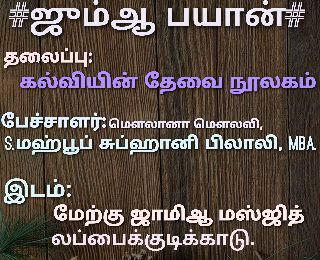 #ஜும்ஆ பயான்#
தலைப்பு:
கல்வியின் தேவை நூலகம்
பேச்சாளர்: மௌலானா மௌலவி,
S.மஹ்பூப் சுப்ஹானி பிலாலி, MBA.
இடம்:
மேற்கு ஜாமிஆ மஸ்ஜித்
லப்பைக்குடிக்காடு.